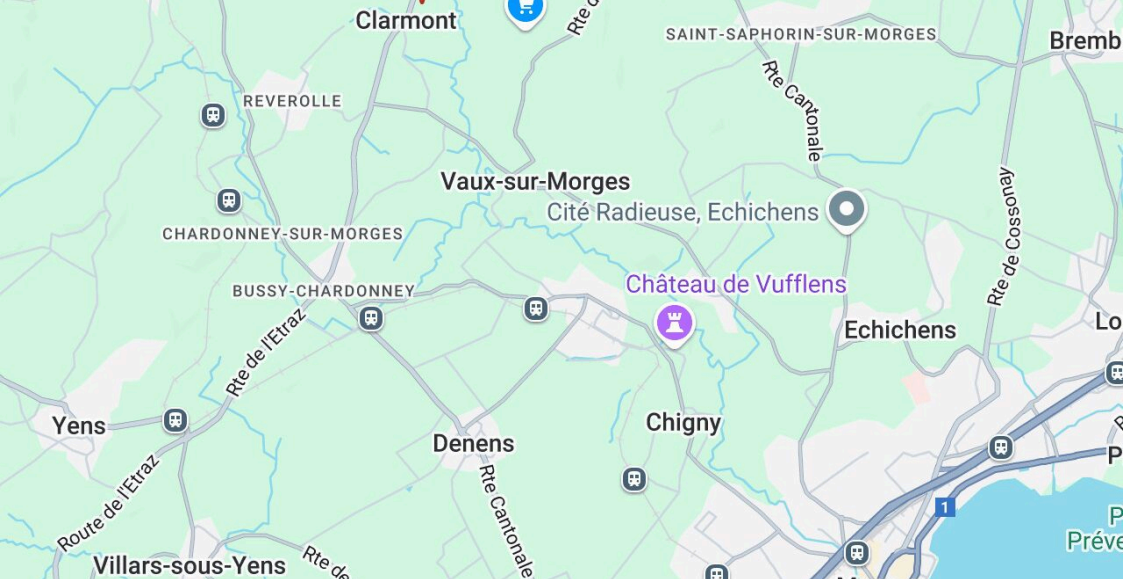 Clarmont
Rte d
SAINT-SAPHORIN-SUR-MORGES
Bremb
Rte Cantonale
REVEROLLE
Vaux-sur-Morges
Cité Radieuse, Echichens
Rte de Cossonay
CHARDONNEY-SUR-MORGES
Château de Vufflens
BUSSY-CHARDONNEY
Rte de l'Etraz
Echichens
Lo
Yens
Chigny
Denens
P
Route de l'Etraz
Rte Cantonale
1
P
Préve
Villars-sous-Yens
Rte de